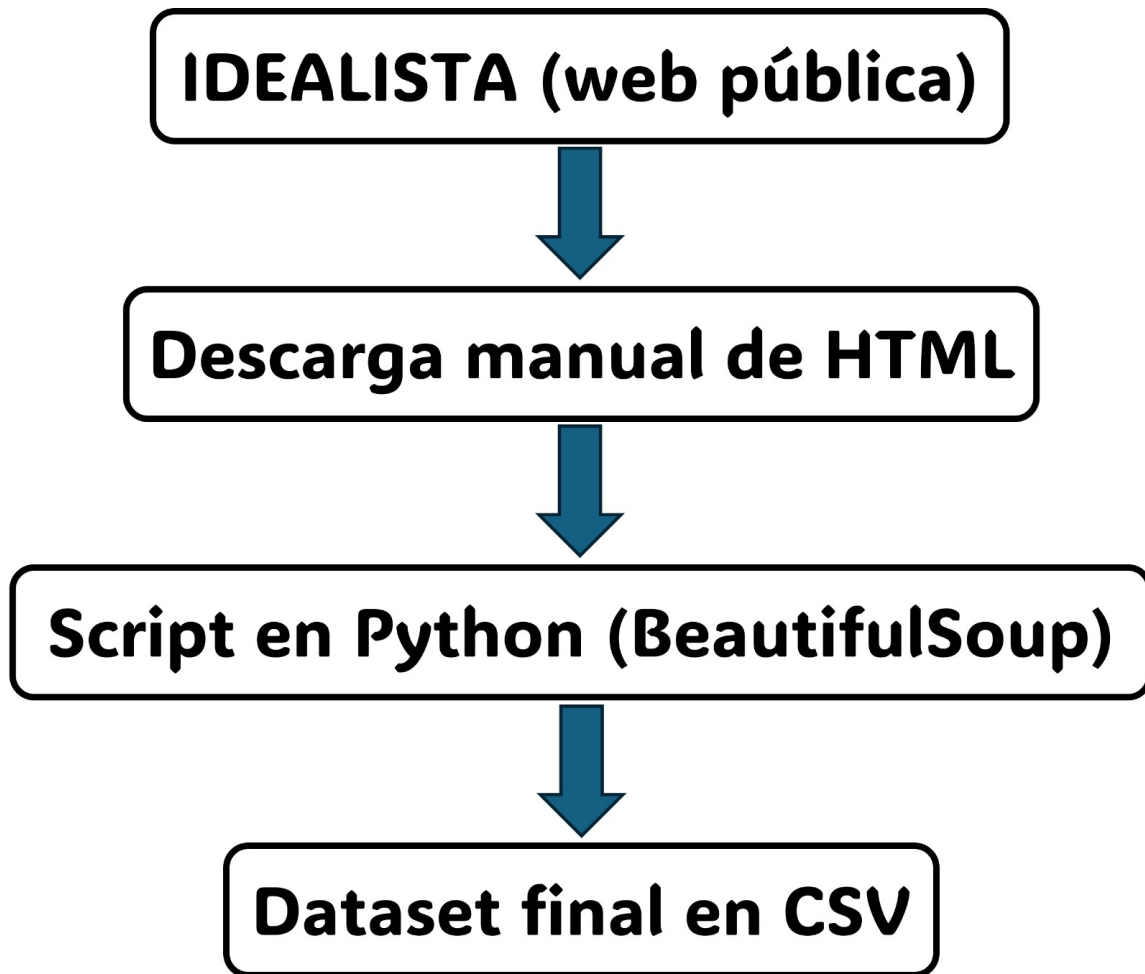 IDEALISTA (web pública)
Descarga manual de HTML
Script en Python (BeautifulSoup)
Dataset final en CSV